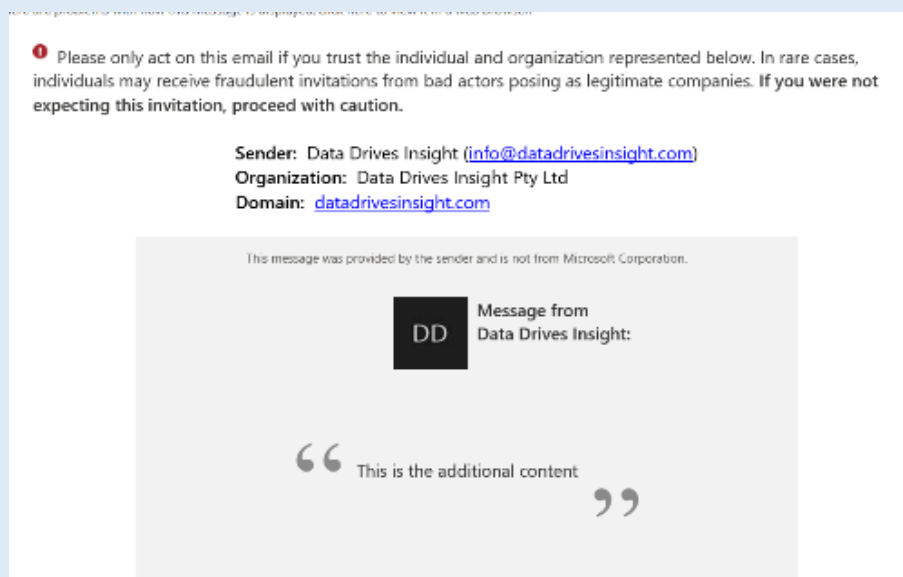 Please only act on this email if you trust the individual and organization represented below. In rare cases,
individuals may receive fraudulent invitations from bad actors posing as legitimate companies. If you were not
expecting this invitation, proceed with caution.
Sender: Data Drives Insight (info@datadrivesinsight.com)
Organization: Data Drives Insight Pty Ltd
Domain: datadrivesinsight.com
This message was provided by the sender and is not from Microsoft Corporation.
DD
Message from
Data Drives Insight:
“ This is the additional content ”